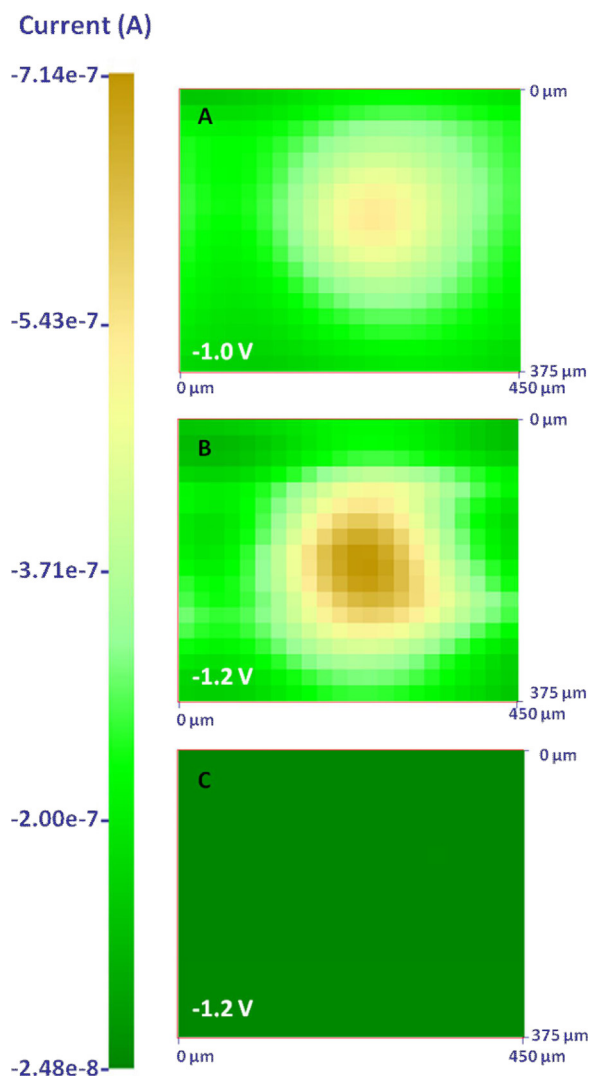 Current (A)
-7.14e-7
-5.43e-7
-3.71e-7
-2.00e-7
-2.48e-8
A
-1.0 V
0 µm
375 µm
0 µm
450 µm
B
-1.2 V
0 µm
375 µm
0 µm
450 µm
C
-1.2 V
0 µm
375 µm
0 µm
450 µm